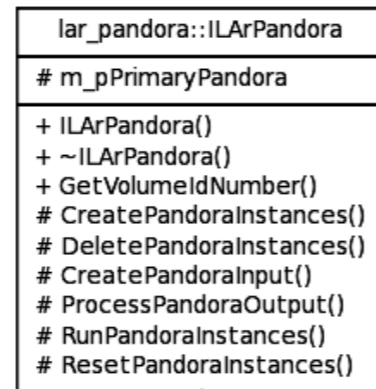 lar_pandora::ILArPandora
# m_pPrimaryPandora
+ ILArPandora()
+ ~ILArPandora()
+ GetVolumeIdNumber()
# CreatePandoraInstances()
# DeletePandoraInstances()
# CreatePandoraInput()
# ProcessPandoraOutput()
# RunPandoraInstances()
# ResetPandoraInstances()